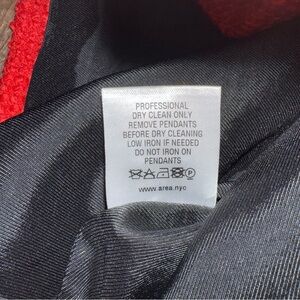 PROFESSIONAL
DRY CLEAN ONLY
REMOVE PENDANTS
BEFORE DRY CLEANING
LOW IRON IF NEEDED
DO NOT IRON ON
PENDANTS
P
www.area.nyc